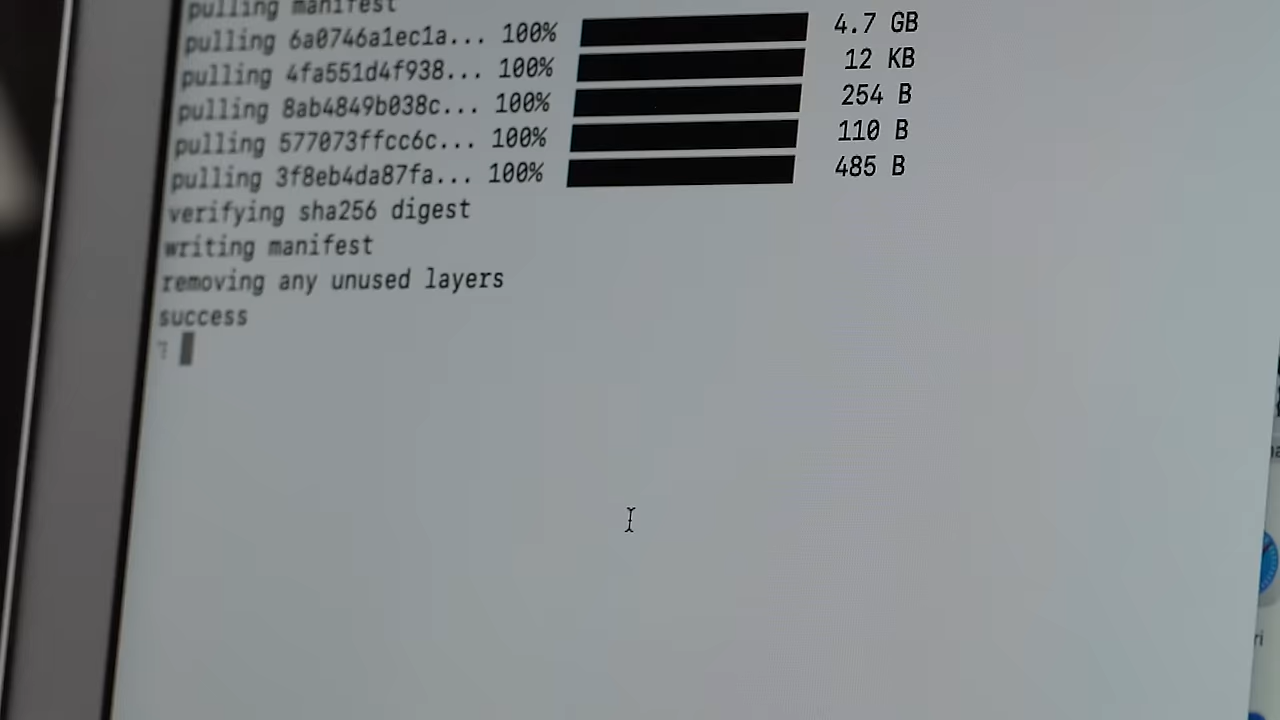 pulling manifest
pulling 6a0746a1ec1a... 100% 4.7 GB
pulling 4fa551d4f938... 100% 12 KB
pulling 8ab4849b038c... 100% 254 B
pulling 577073ffcc6c... 100% 110 B
pulling 3f8eb4da87fa... 100% 485 B
verifying sha256 digest
writing manifest
removing any unused layers
success